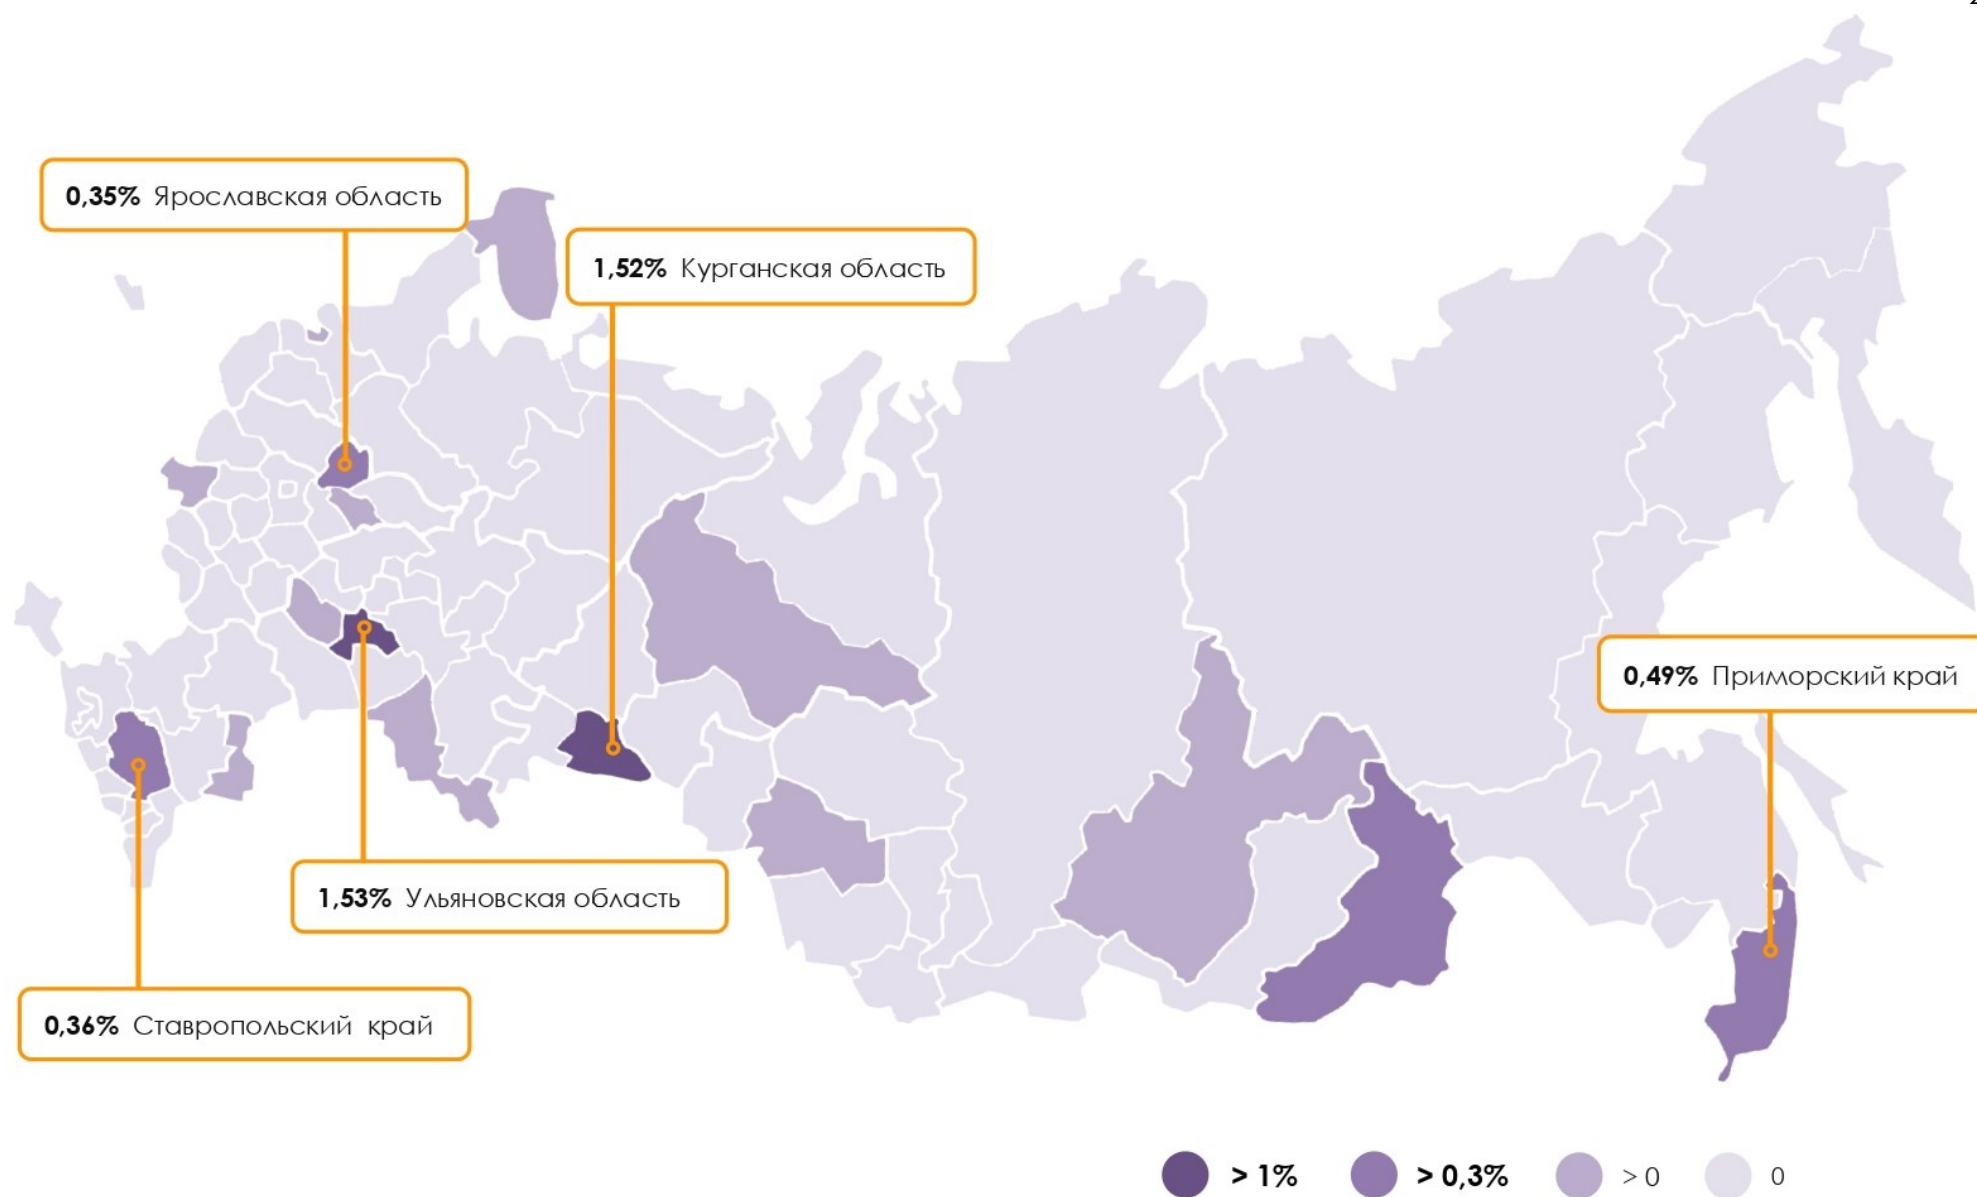 0,35% Ярославская область
1,52% Курганская область
0,49% Приморский край
1,53% Ульяновская область
0,36% Ставропольский край
> 1% > 0,3% > 0 0